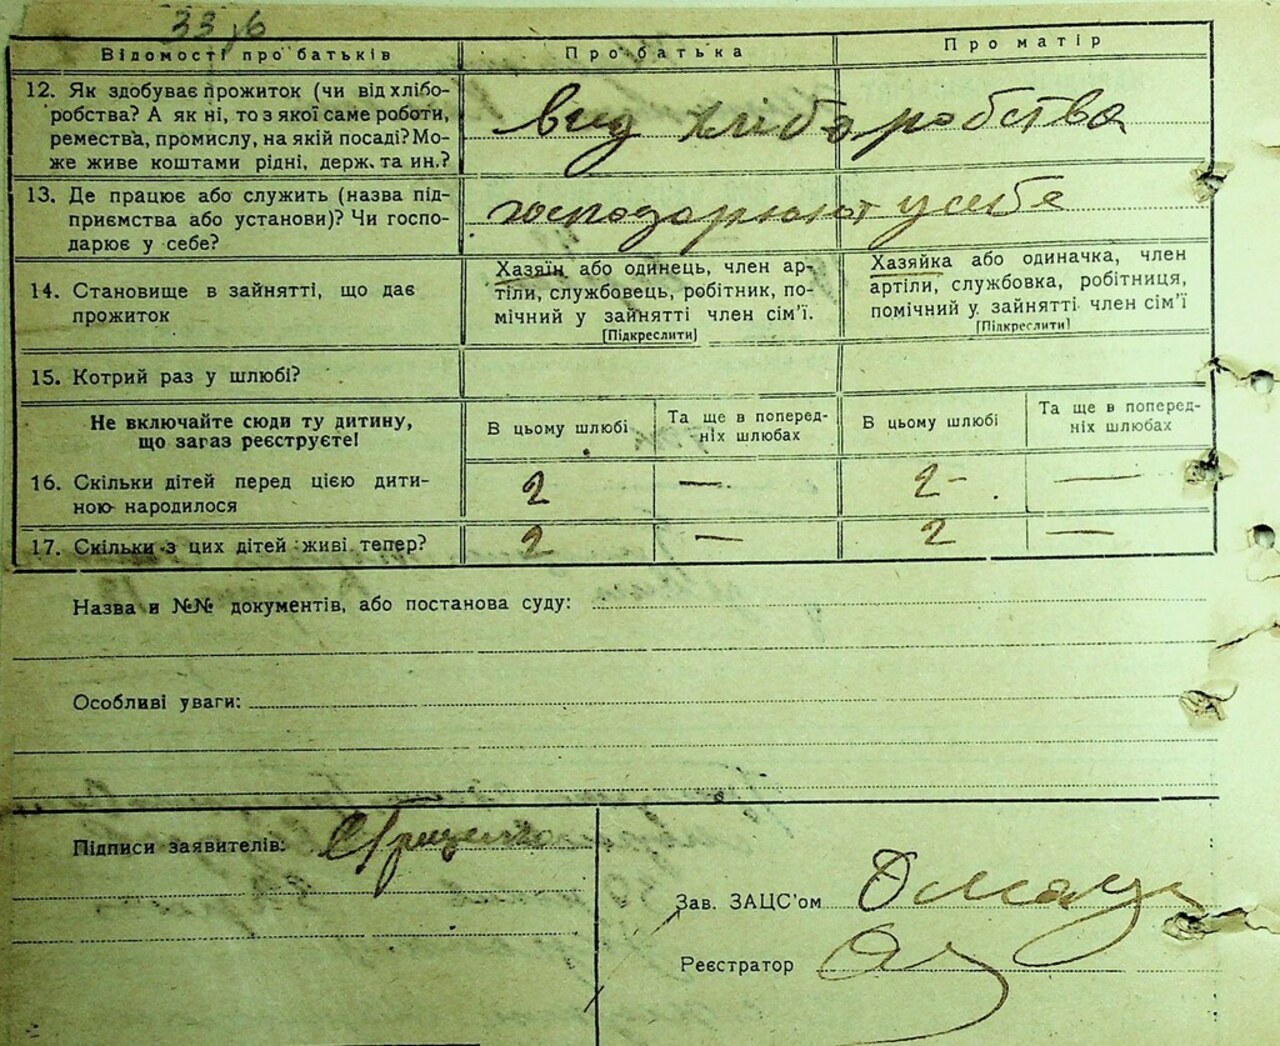 33 зв
Відомості про батьків Про батька Про матір
12. Як здобуває прожиток (чи від хлібо-
робства? А як ні, то з якої саме роботи,
ремества, промислу, на якій посаді? Мо-
же живе коштами рідні, держ. та ин.?
вид хліборобства
13. Де працює або служить (назва під-
приємства або установи)? Чи госпо-
дарює у себе?
господарюют у себе
14. Становище в зайнятті, що дає
прожиток
Хазяїн або одинець, член ар-
тіли, службовець, робітник, по-
мічний у зайнятті член сім'ї.
[Підкреслити]
Хазяйка або одиначка, член
артіли, службовка, робітниця,
помічний у зайнятті член сім'ї
[Підкреслити]
15. Котрий раз у шлюбі?
Не включайте сюди ту дитину,
що загаз реєструєте!
В цьому шлюбі
Та ще в поперед-
ніх шлюбах
В цьому шлюбі
Та ще в поперед-
ніх шлюбах
16. Скільки дітей перед цією дити-
ною народилося
2 — 2 — —
17. Скільки з цих дітей живі тепер?
2 — 2 —
Назва и №№ документів, або постанова суду:
Особливі уваги:
Підписи заявителів: Гриценко
Зав. ЗАЦС'ом
Реєстратор